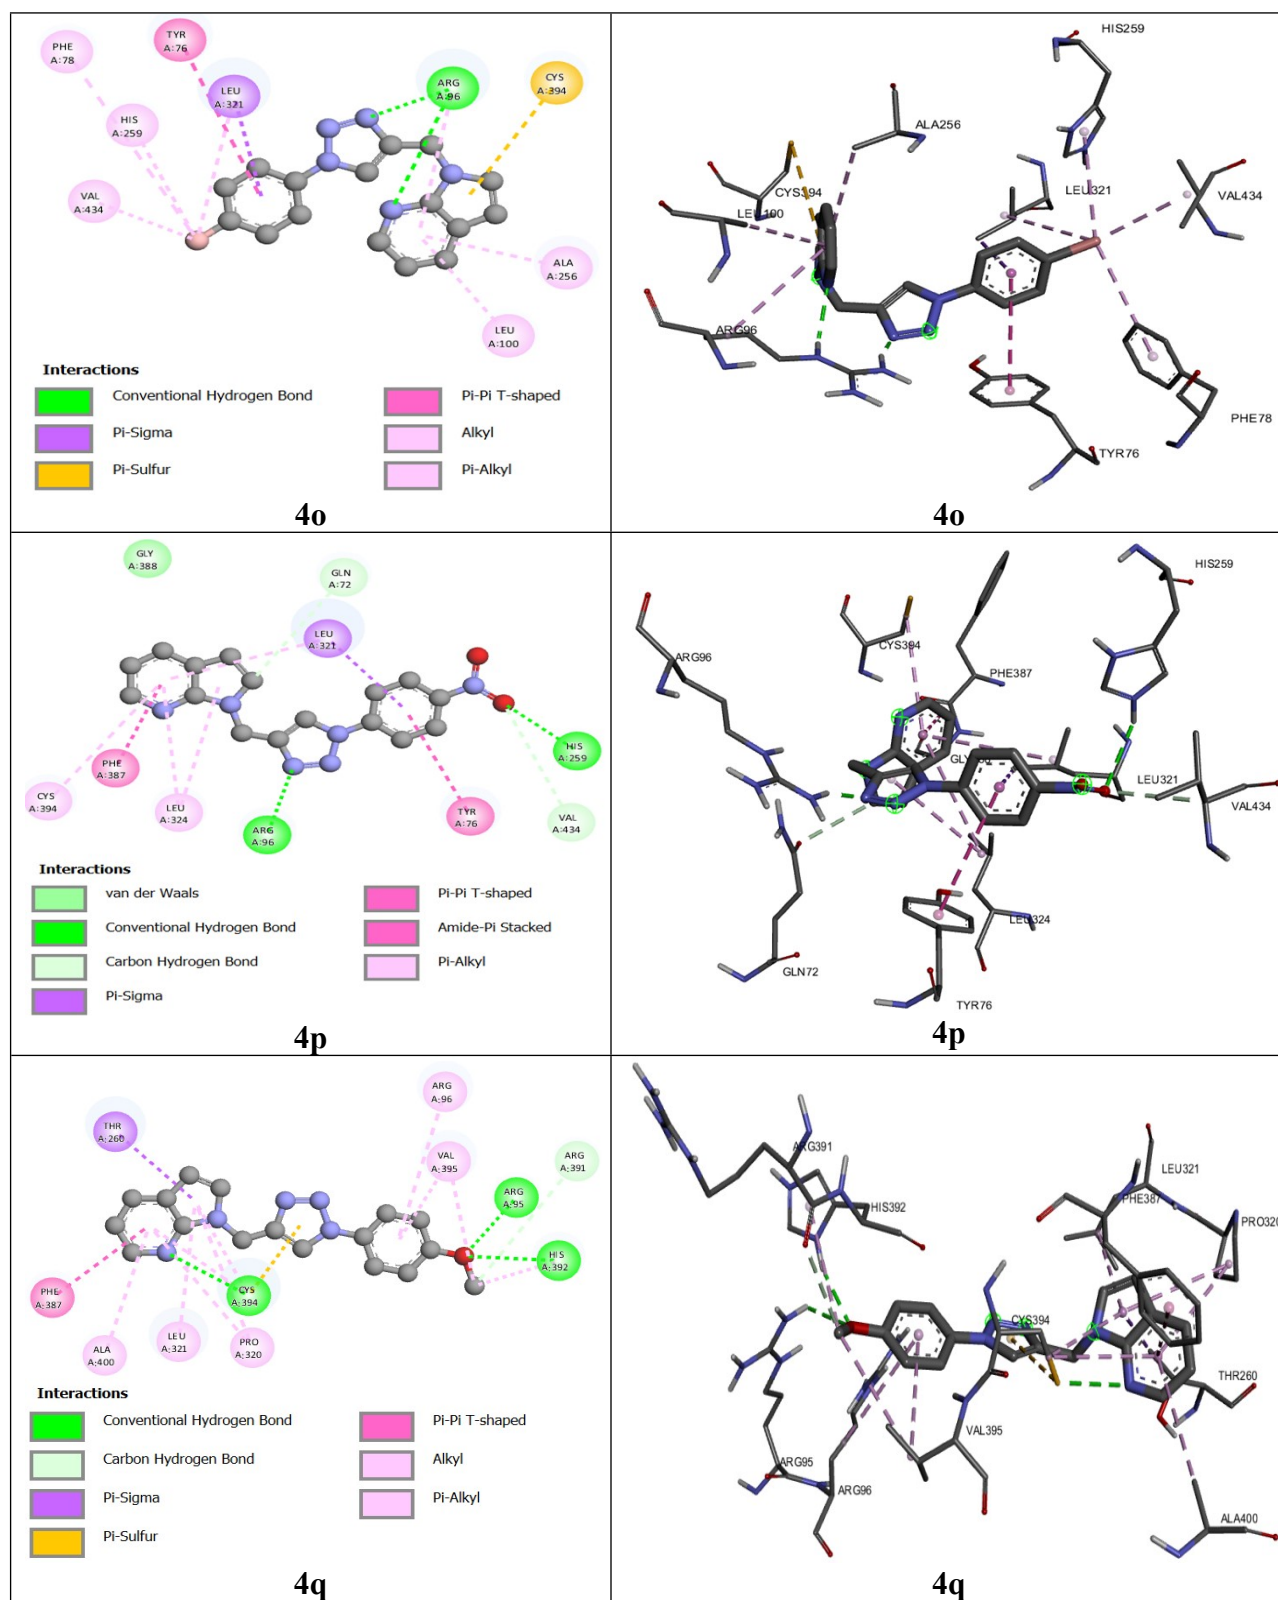 PHE
A:78
TYR
A:76
LEU
A:321
ARG
A:96
CYS
A:394
HIS
A:259
VAL
A:434
ALA
A:256
LEU
A:100
Interactions
Conventional Hydrogen Bond
Pi-Sigma
Pi-Sulfur
Pi-Pi T-shaped
Alkyl
Pi-Alkyl
4o
HIS259
ALA256
CYS394
LEU321
VAL434
LEU100
ARG96
PHE78
TYR76
4o
GLY
A:388
GLN
A:72
LEU
A:321
HIS
A:259
PHE
A:387
CYS
A:394
LEU
A:324
ARG
A:96
TYR
A:76
VAL
A:434
Interactions
van der Waals
Conventional Hydrogen Bond
Carbon Hydrogen Bond
Pi-Sigma
Pi-Pi T-shaped
Amide-Pi Stacked
Pi-Alkyl
4p
HIS259
CYS394
ARG96
PHE387
LEU321
VAL434
LEU324
GLN72
TYR76
4p
ARG
A:96
THR
A:260
VAL
A:395
ARG
A:391
ARG
A:95
HIS
A:392
PHE
A:387
CYS
A:394
ALA
A:400
LEU
A:321
PRO
A:320
Interactions
Conventional Hydrogen Bond
Carbon Hydrogen Bond
Pi-Sigma
Pi-Sulfur
Pi-Pi T-shaped
Alkyl
Pi-Alkyl
4q
ARG391
LEU321
PHE387
HIS392
PRO320
CYS394
THR260
VAL395
ARG95
ARG96
ALA400
4q